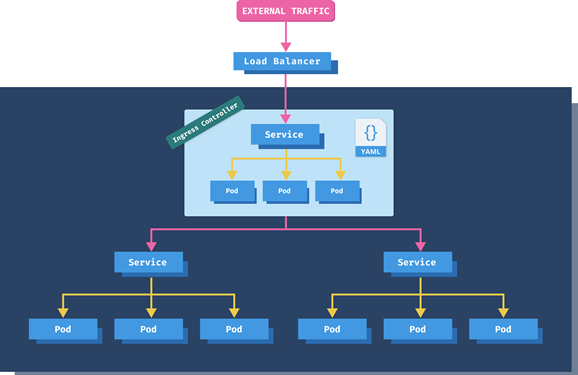 EXTERNAL TRAFFIC
Load Balancer
Ingress Controller
Service
{}
YAML
Pod
Pod
Pod
Service
Service
Pod
Pod
Pod
Pod
Pod
Pod